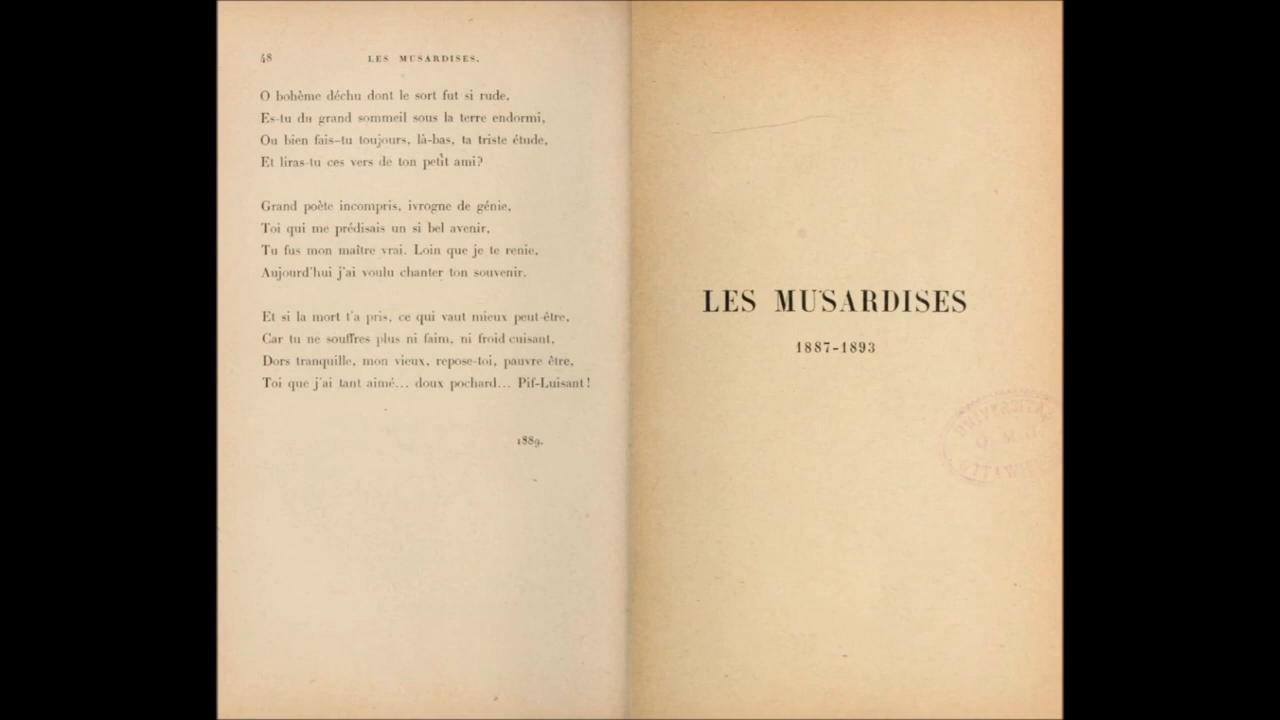 48 LES MUSARDISES.
O bohème déchu dont le sort fut si rude,
Es-tu du grand sommeil sous la terre endormi,
Ou bien fais-tu toujours, là-bas, ta triste étude,
Et liras-tu ces vers de ton petit ami?
Grand poète incompris, ivrogne de génie,
Toi qui me prédisais un si bel avenir,
Tu fus mon maître vrai. Loin que je te renie,
Aujourd'hui j'ai voulu chanter ton souvenir.
Et si la mort t'a pris, ce qui vaut mieux peut-être,
Car tu ne souffres plus ni faim, ni froid cuisant,
Dors tranquille, mon vieux, repose-toi, pauvre être,
Toi que j'ai tant aimé... doux pochard... Pif-Luisant!
1889.
LES MUSARDISES
1887-1893